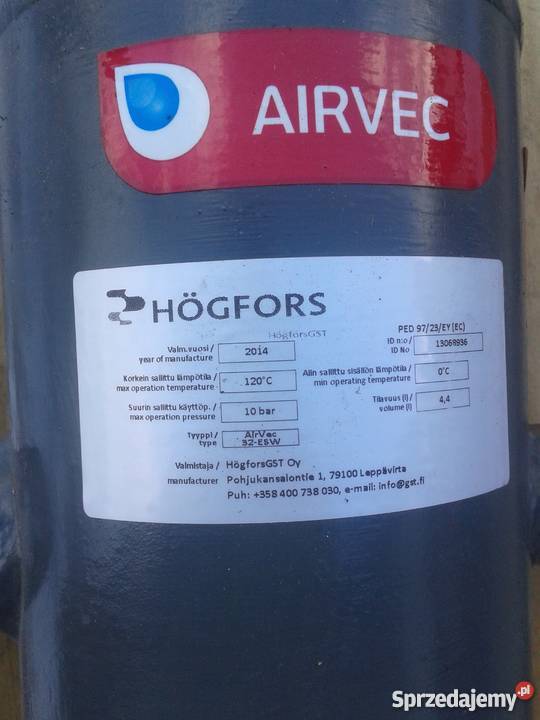 AIRVEC
HÖGFORS
HögforsGST
PED 97/23/EY (EC)
Valm.vuosi / 2014 ID n:o / 13068936
year of manufacture ID No
Korkein sallittu lämpötila / 120°C Alin sallittu sisällön lämpötila / 0°C
max operation temperature min operating temperature
Suurin sallittu käyttöp. / 10 bar Tilavuus (l) / 4,4
max operation pressure volume (l)
Tyyppi / AirVec
type 32-ESW
Valmistaja / HögforsGST Oy
manufacturer Pohjukansalontie 1, 79100 Leppävirta
Puh: +358 400 738 030, e-mail: info@gst.fi
Sprzedajemy.pl